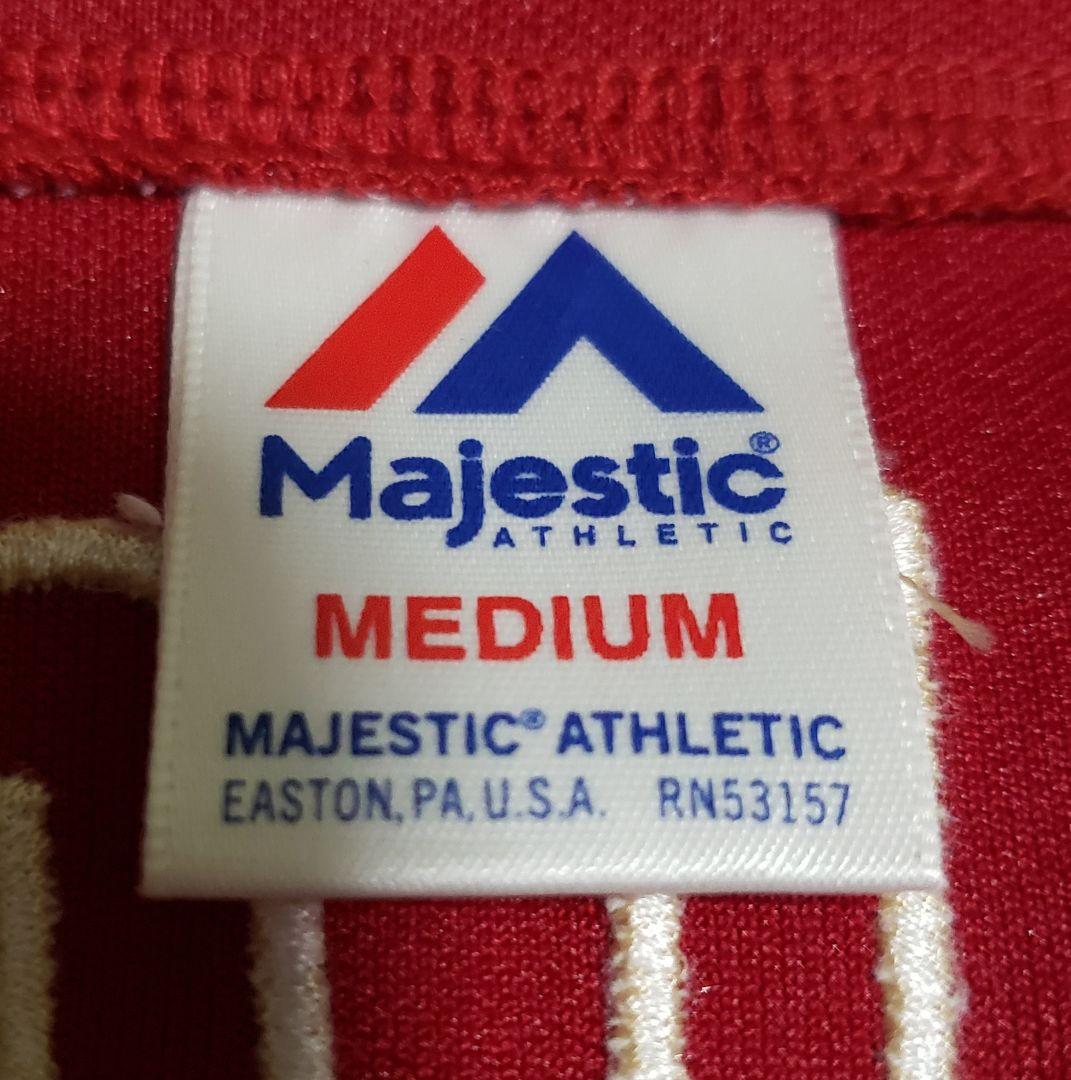 Majestic®
ATHLETIC
MEDIUM
MAJESTIC® ATHLETIC
EASTON, PA, U.S.A. RN53157